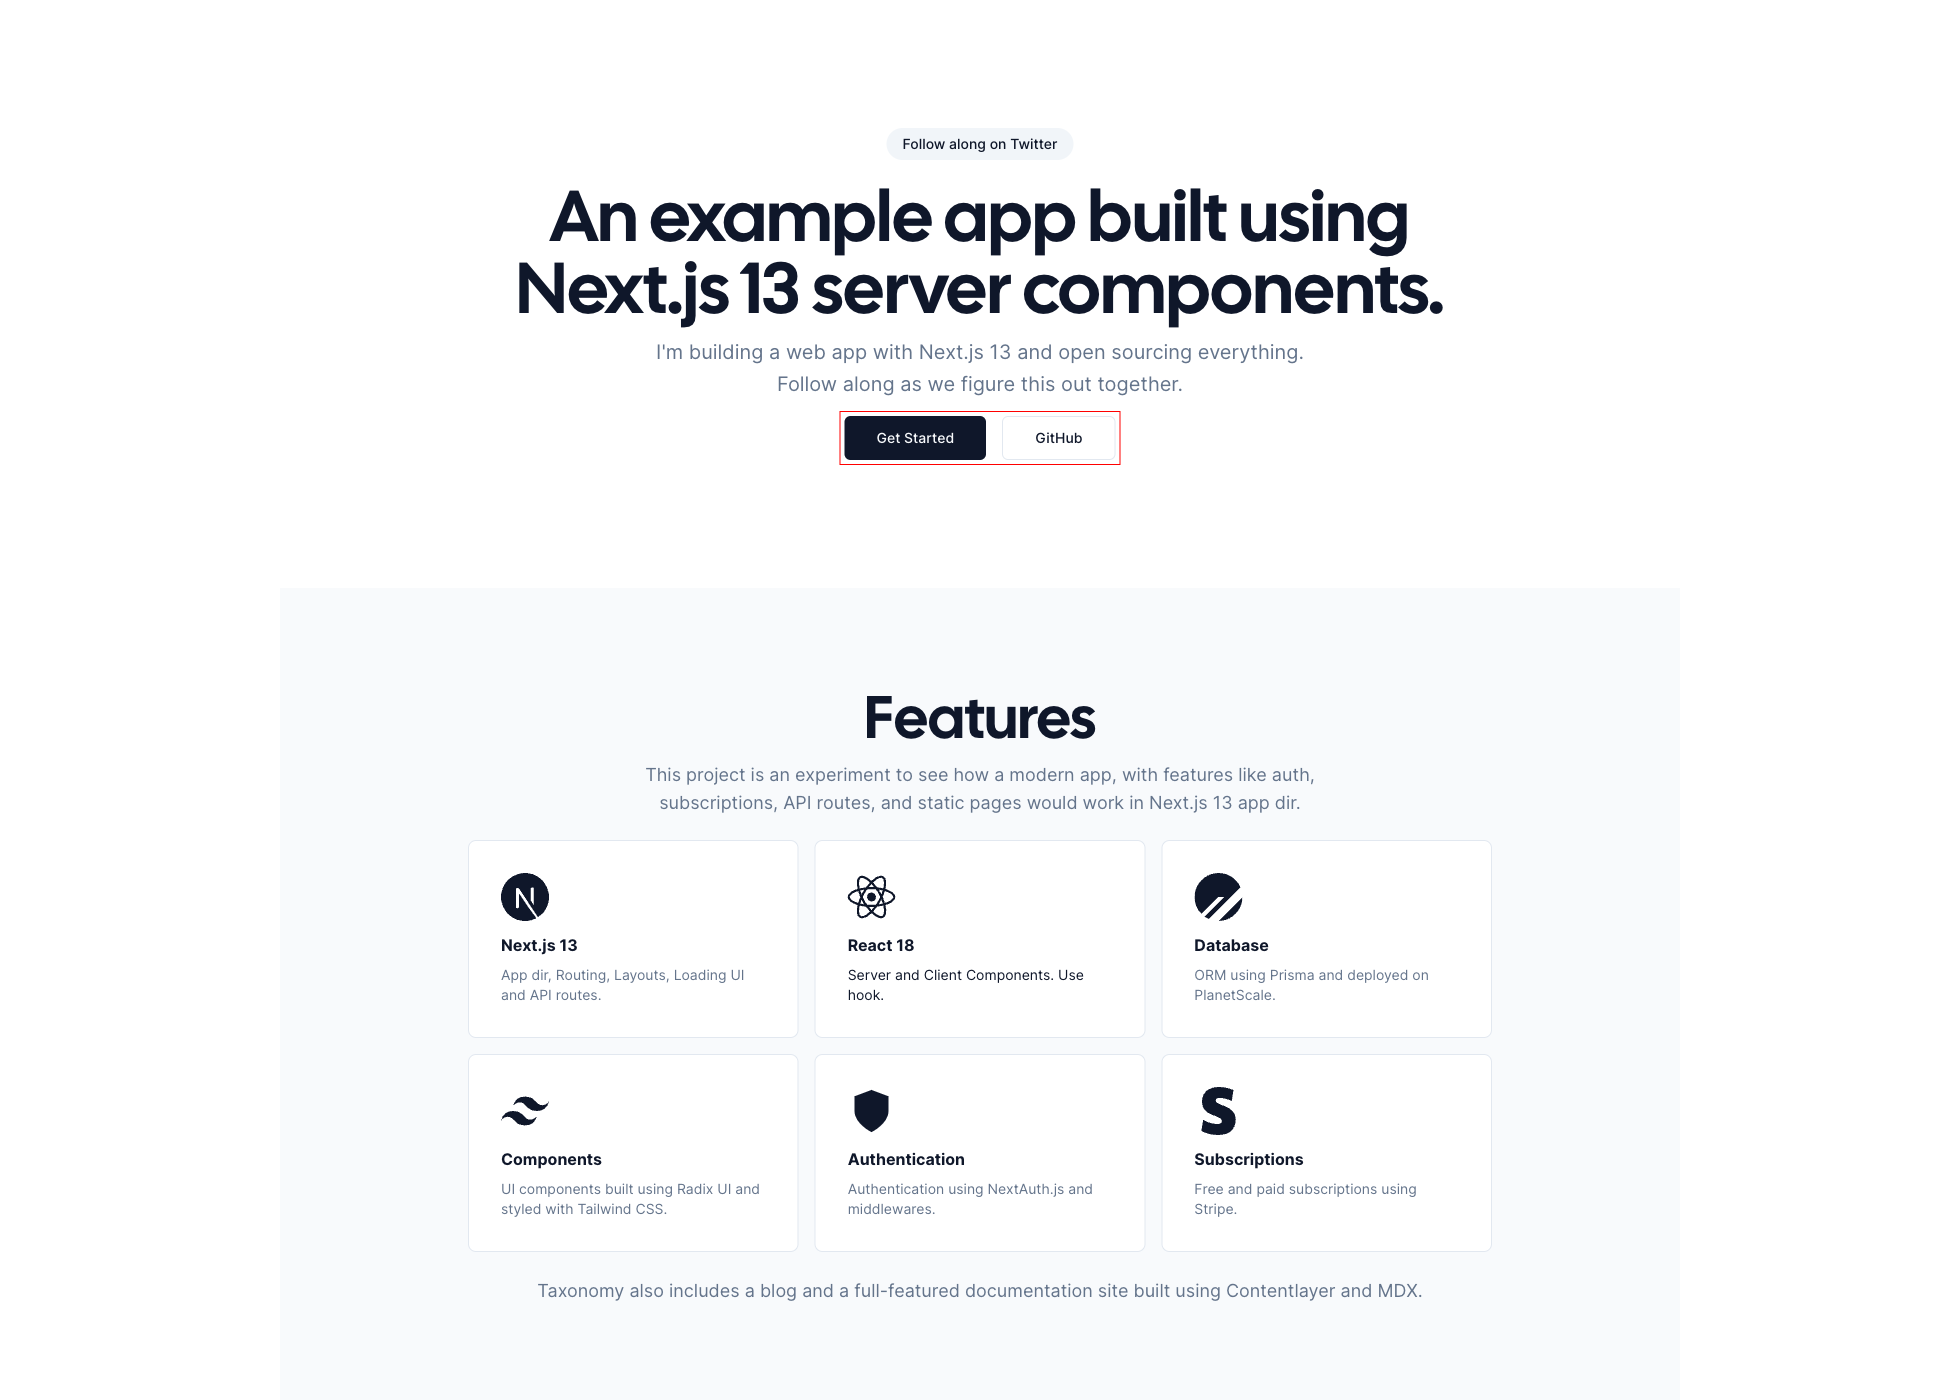 Follow along on Twitter
An example app built using
Next.js 13 server components.
I'm building a web app with Next.js 13 and open sourcing everything.
Follow along as we figure this out together.
Get Started
GitHub
Features
This project is an experiment to see how a modern app, with features like auth,
subscriptions, API routes, and static pages would work in Next.js 13 app dir.
Next.js 13
App dir, Routing, Layouts, Loading UI
and API routes.
React 18
Server and Client Components. Use
hook.
Database
ORM using Prisma and deployed on
PlanetScale.
Components
UI components built using Radix UI and
styled with Tailwind CSS.
Authentication
Authentication using NextAuth.js and
middlewares.
Subscriptions
Free and paid subscriptions using
Stripe.
Taxonomy also includes a blog and a full-featured documentation site built using Contentlayer and MDX.